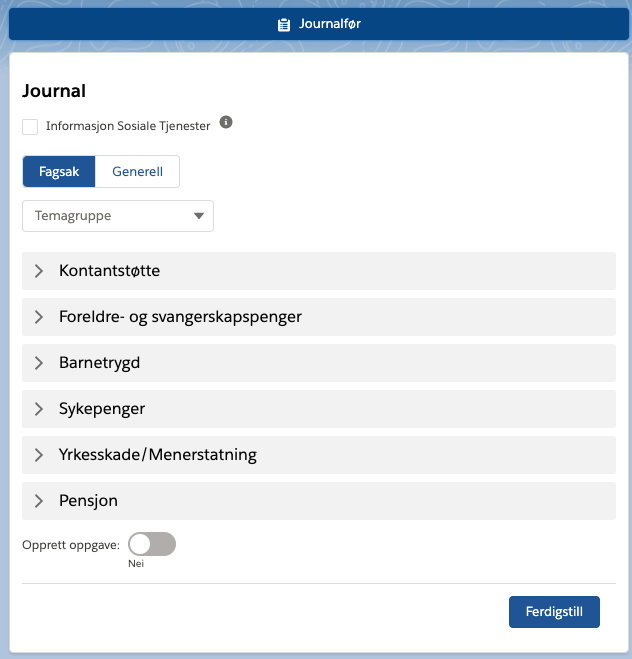 Journalfør
Journal
Informasjon Sosiale Tjenester
Fagsak Generell
Temagruppe
Kontantstøtte
Foreldre- og svangerskapspenger
Barnetrygd
Sykepenger
Yrkesskade/Menerstatning
Pensjon
Opprett oppgave:
Nei
Ferdigstill